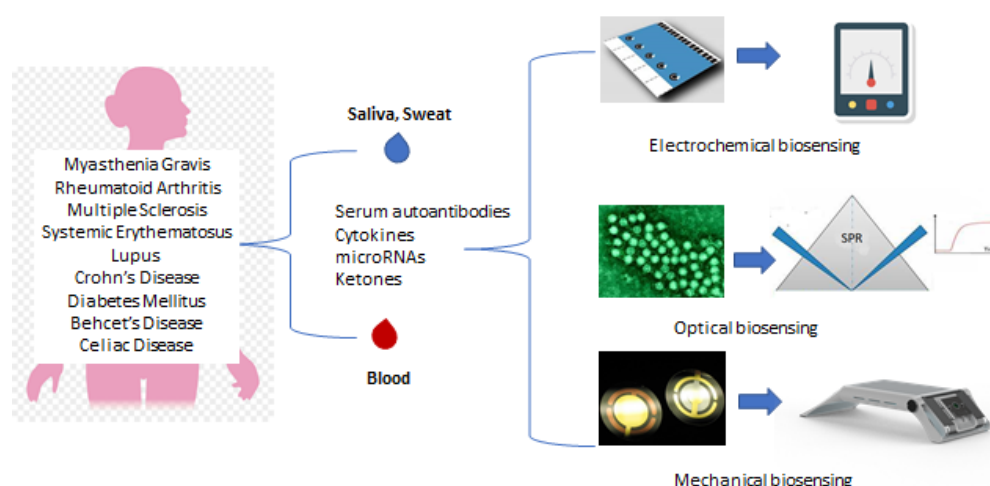 Myasthenia Gravis
Rheumatoid Arthritis
Multiple Sclerosis
Systemic Erythematosus
Lupus
Crohn's Disease
Diabetes Mellitus
Behcet's Disease
Celiac Disease
Saliva, Sweat
Serum autoantibodies
Cytokines
microRNAs
Ketones
Blood
Electrochemical biosensing
SPR
Optical biosensing
Mechanical biosensing